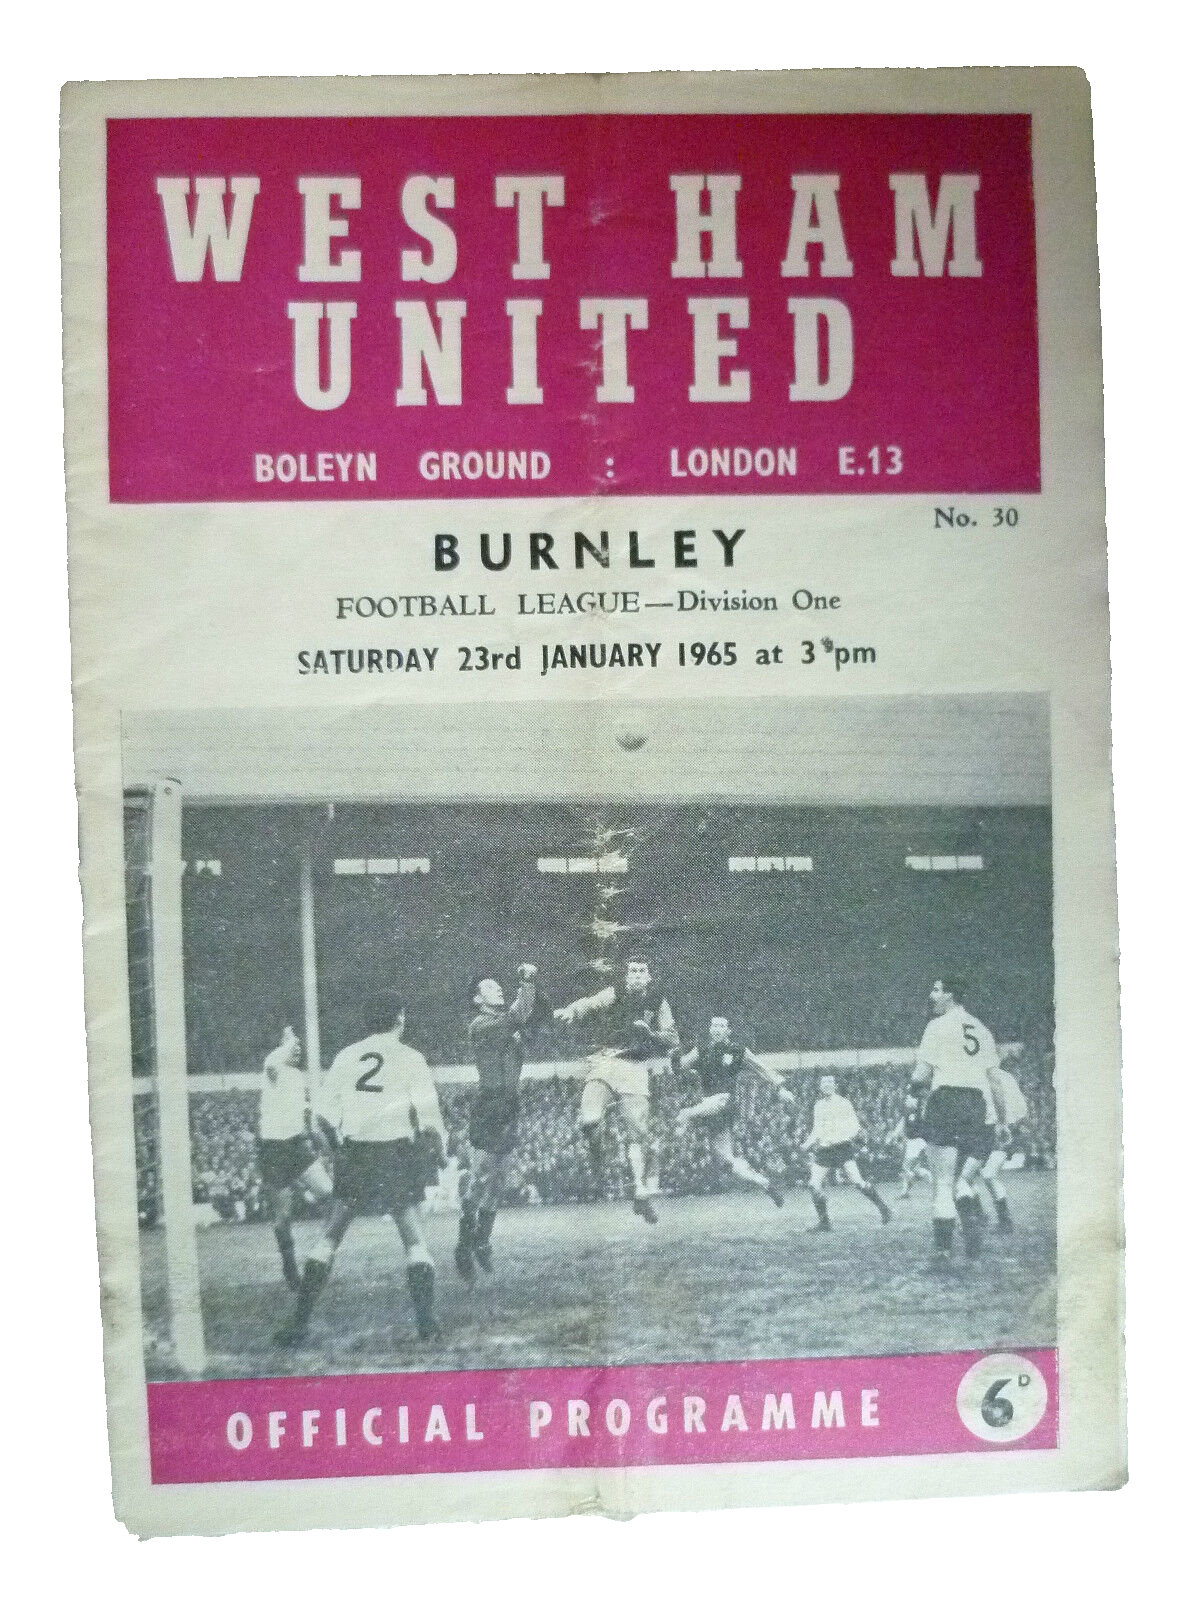 WEST HAM
UNITED
BOLEYN GROUND : LONDON E.13
No. 30
BURNLEY
FOOTBALL LEAGUE—Division One
SATURDAY 23rd JANUARY 1965 at 3 pm
2
5
OFFICIAL PROGRAMME
6D